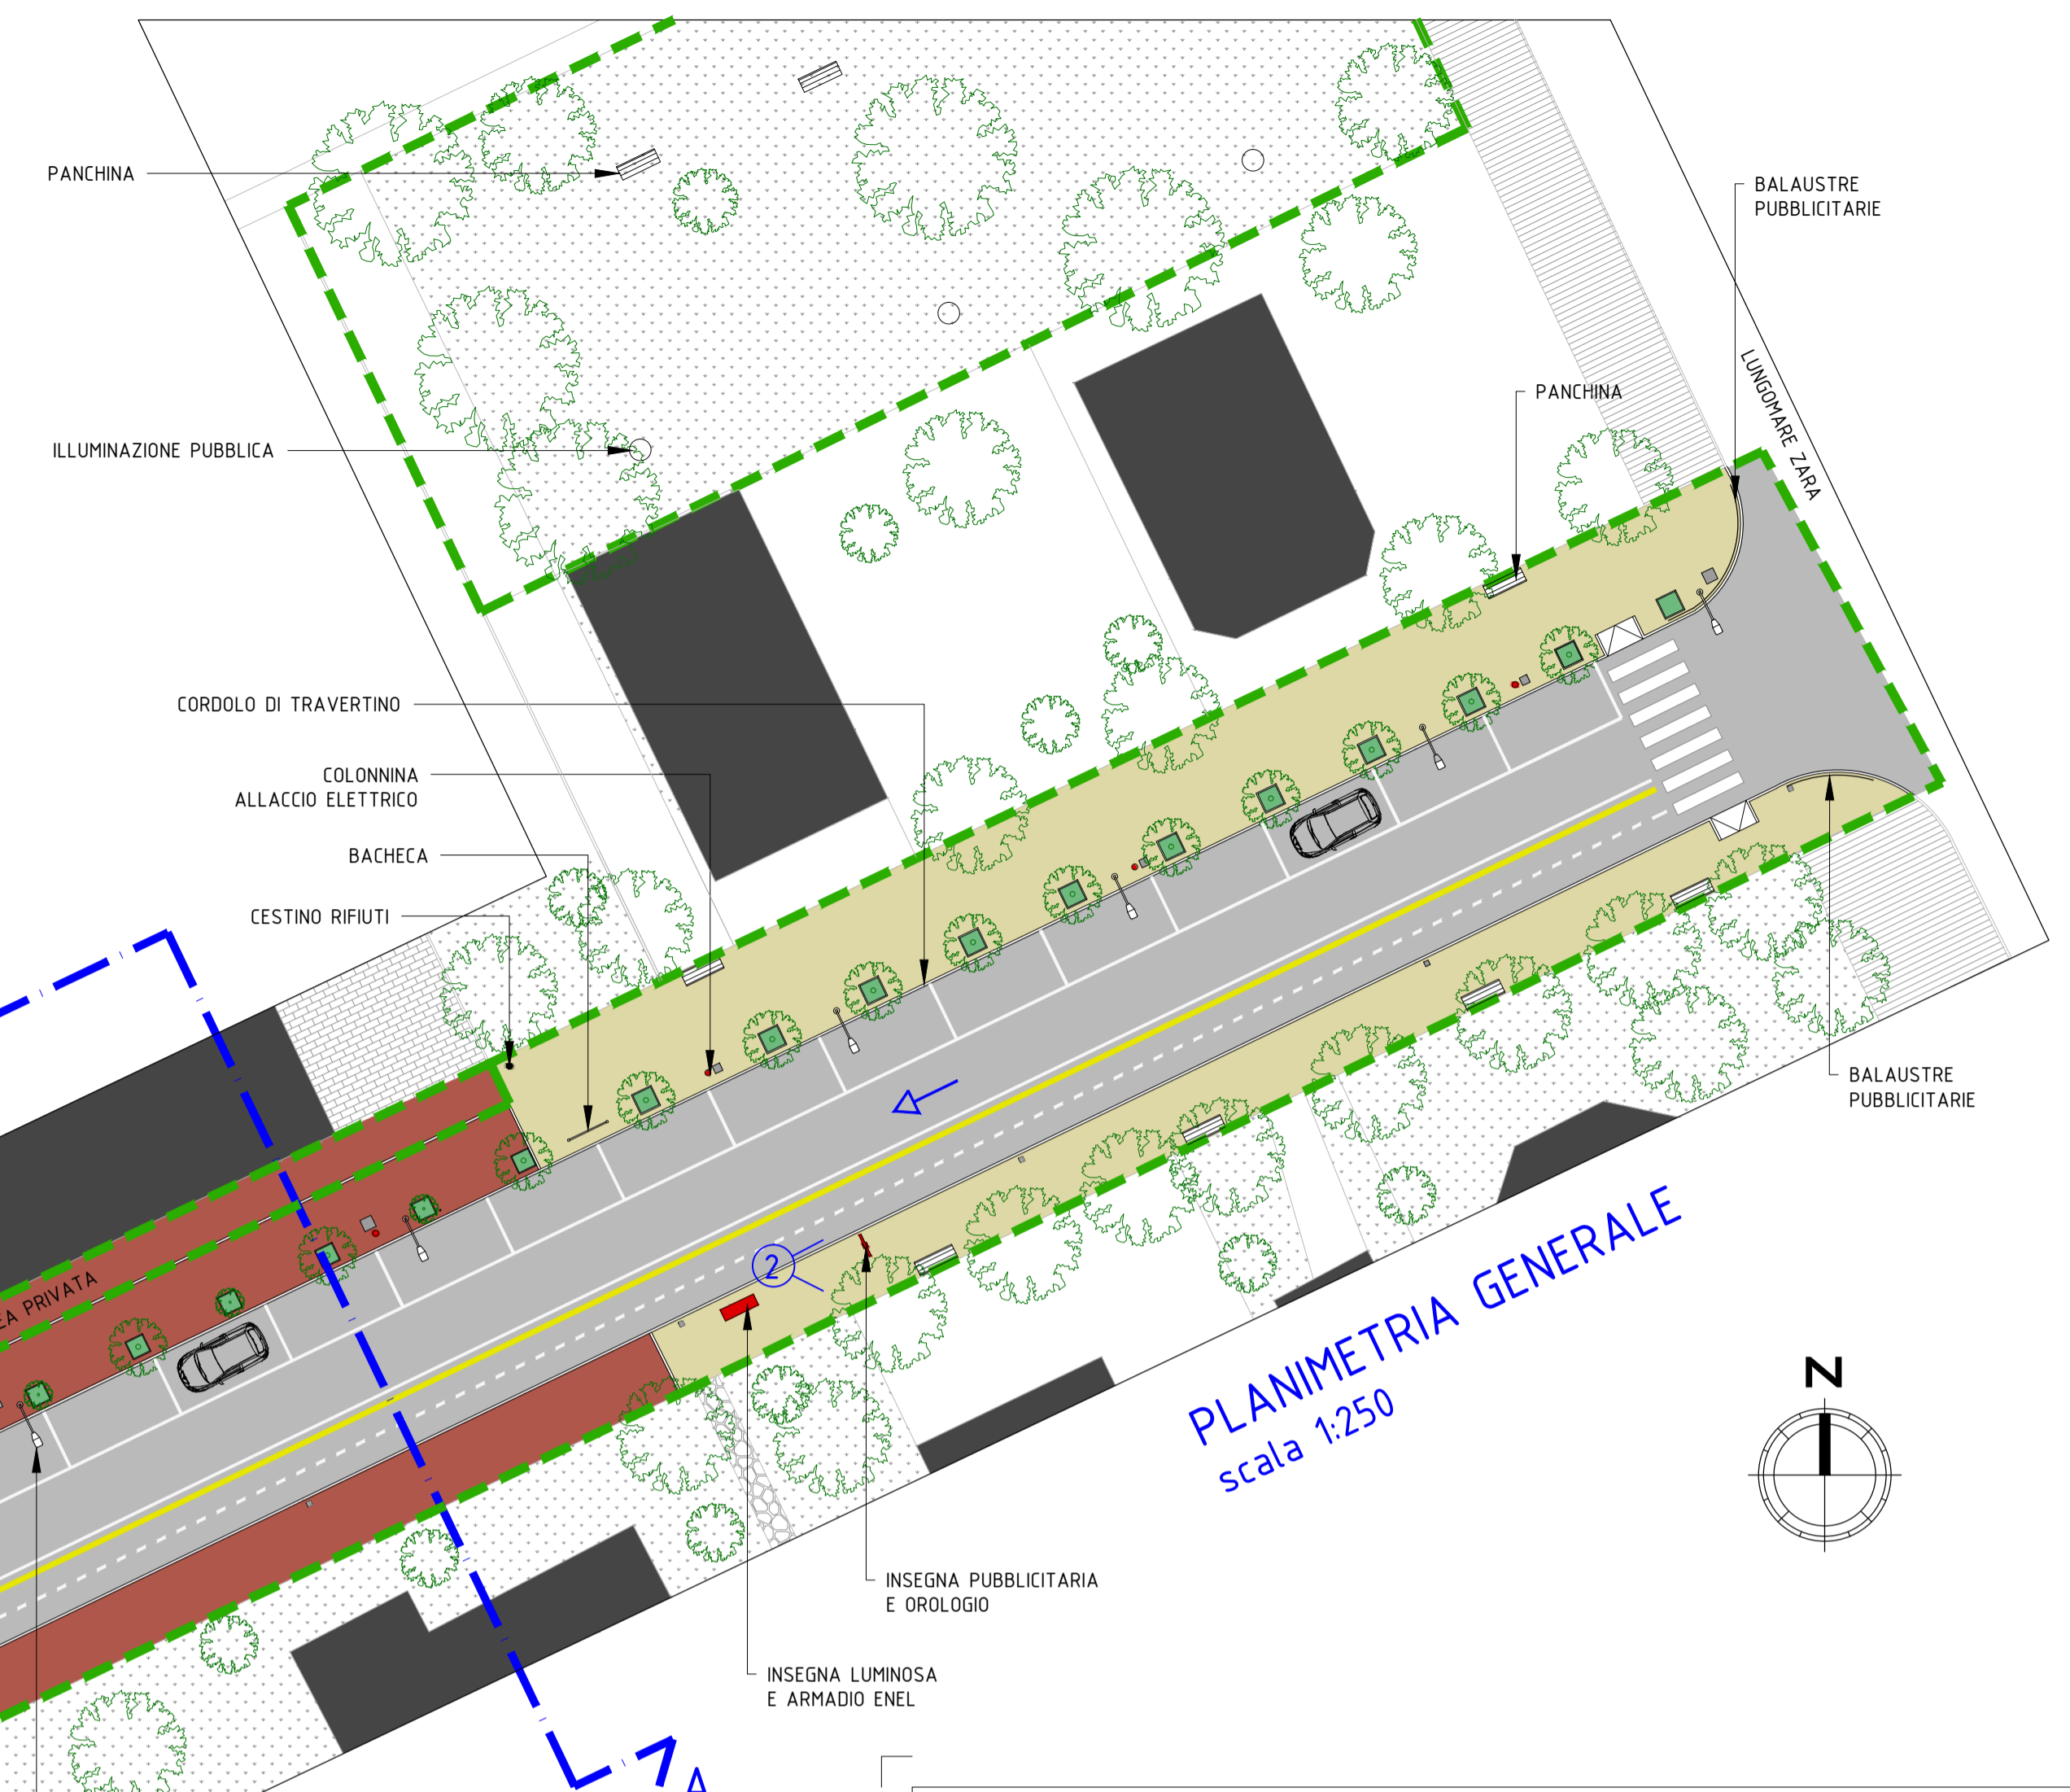 PANCHINA
BALAUSTRE
PUBBLICITARIE
LUNGOMARE ZARA
PANCHINA
ILLUMINAZIONE PUBBLICA
CORDOLO DI TRAVERTINO
COLONNINA
ALLACCIO ELETTRICO
BACHECA
CESTINO RIFIUTI
BALAUSTRE
PUBBLICITARIE
2
PRIVATA
PLANIMETRIA GENERALE
scala 1:250
N
INSEGNA PUBBLICITARIA
E OROLOGIO
INSEGNA LUMINOSA
E ARMADIO ENEL